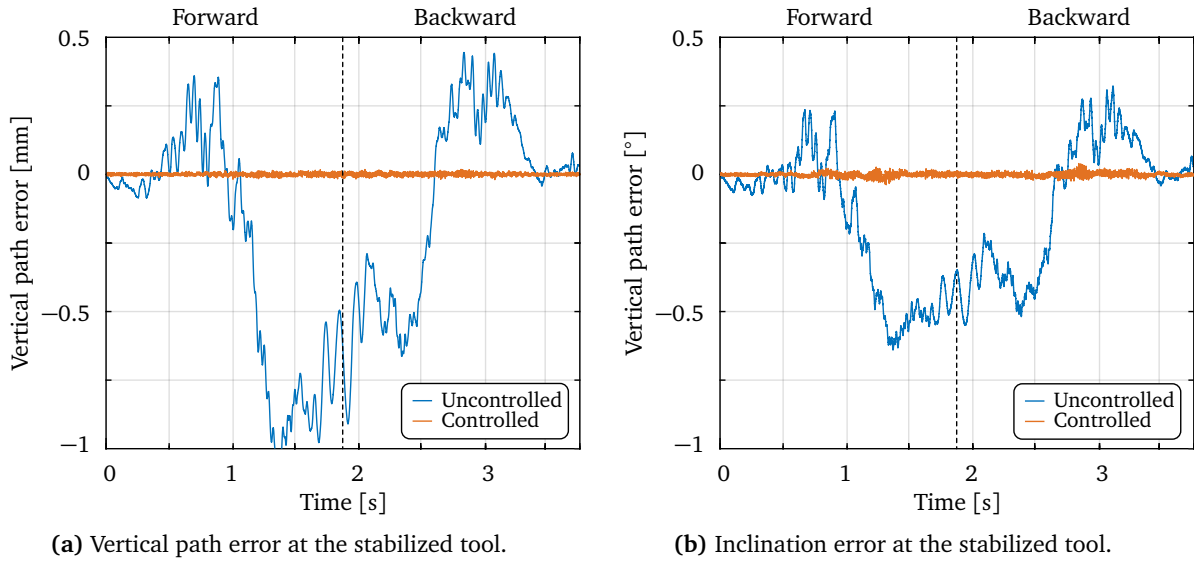 Forward Backward
0.5
0
−0.5
−1
Vertical path error [mm]
0 1 2 3
Time [s]
Uncontrolled
Controlled
(a) Vertical path error at the stabilized tool.
Forward Backward
0.5
0
−0.5
−1
Vertical path error [°]
0 1 2 3
Time [s]
Uncontrolled
Controlled
(b) Inclination error at the stabilized tool.